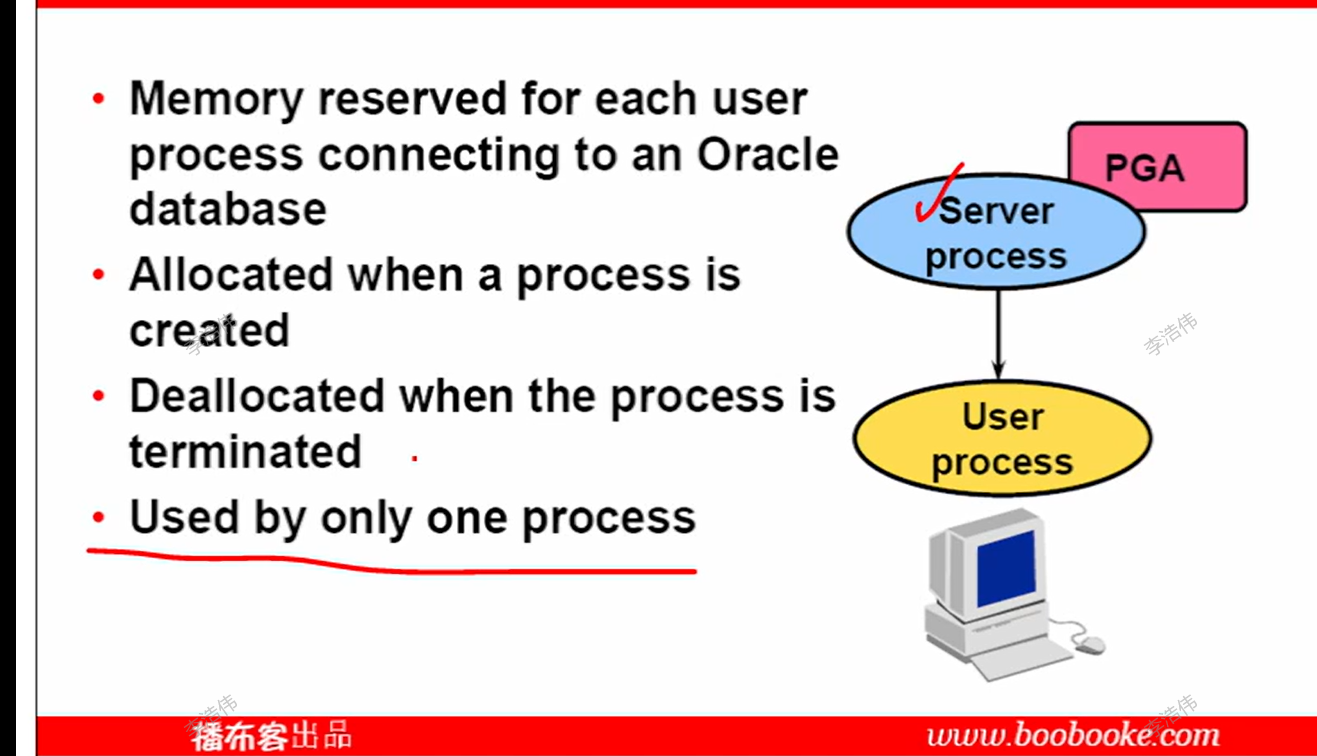 • Memory reserved for each user
process connecting to an Oracle
database
• Allocated when a process is
created
• Deallocated when the process is
terminated
• Used by only one process
PGA
Server
process
User
process
李浩伟
李浩伟
李浩伟
李浩伟
播布客出品
www.boobooke.com